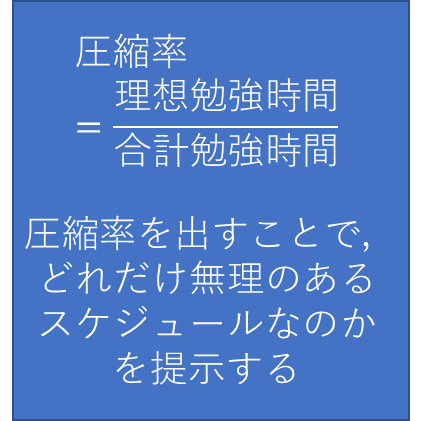 圧縮率
= 理想勉強時間
合計勉強時間
圧縮率を出すことで,
どれだけ無理のある
スケジュールなのか
を提示する